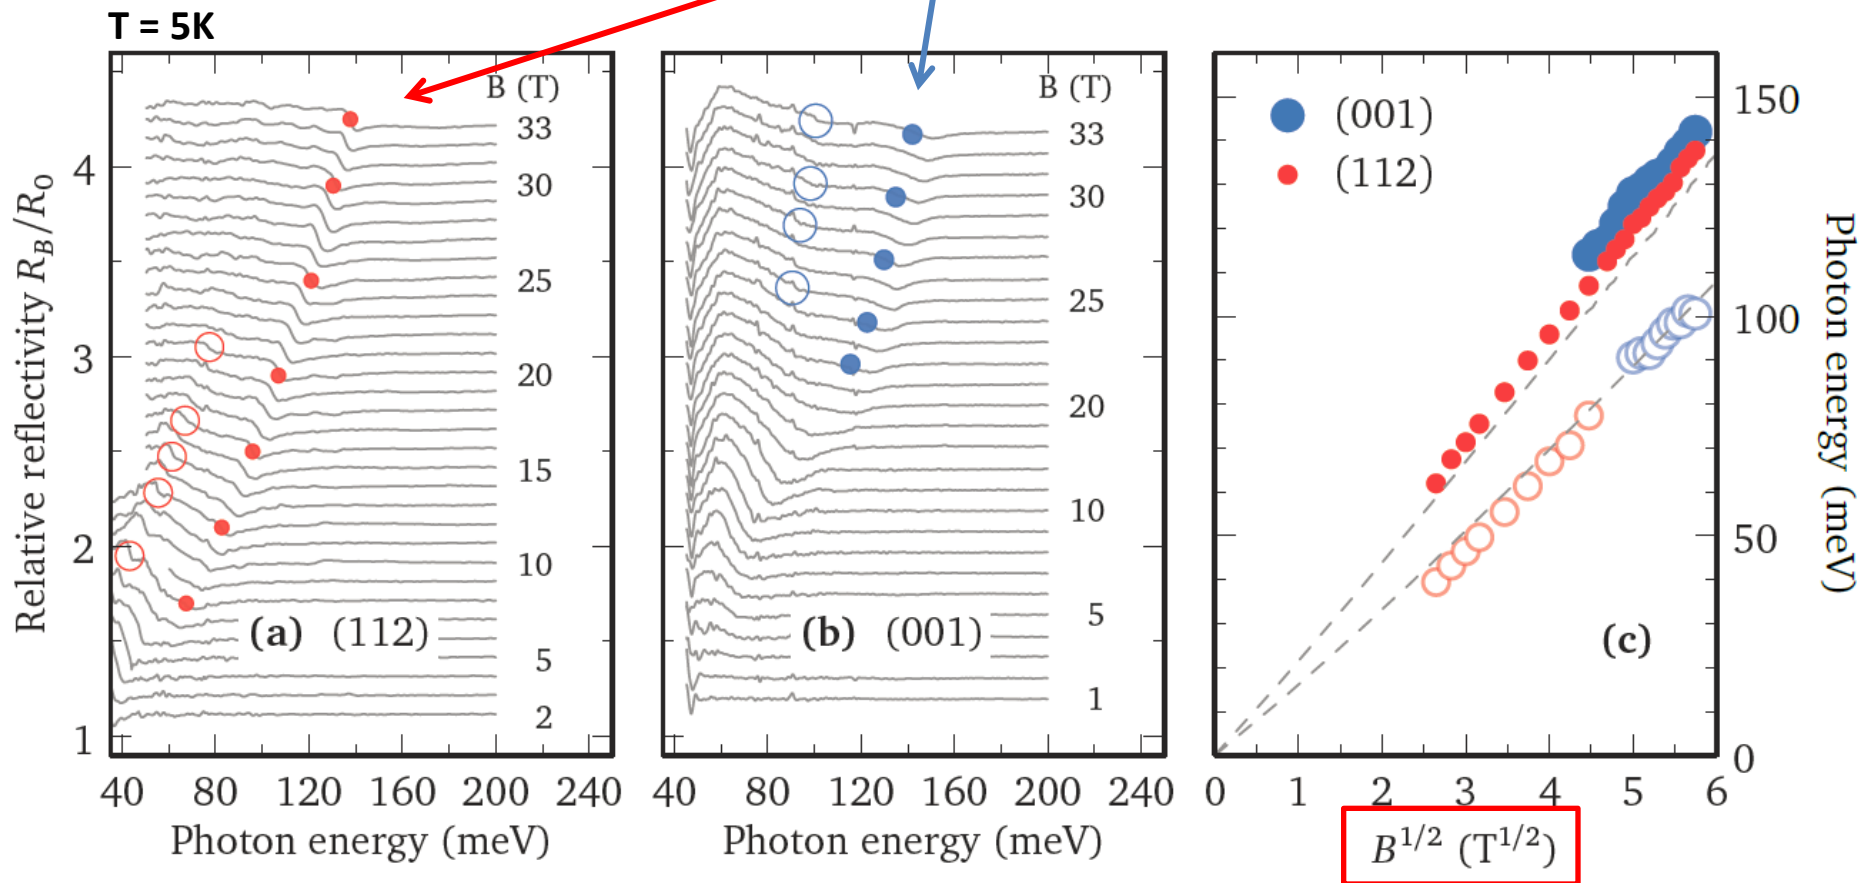 T = 5K
Relative reflectivity R_B/R_0
4
3
2
1
B (T)
33
30
25
20
15
10
5
2
(a) (112)
40 80 120 160 200 240
Photon energy (meV)
B (T)
33
30
25
20
10
5
1
(b) (001)
40 80 120 160 200 240
Photon energy (meV)
(001)
(112)
(c)
150
100
50
0
Photon energy (meV)
0 1 2 3 4 5 6
B^{1/2} (T^{1/2})